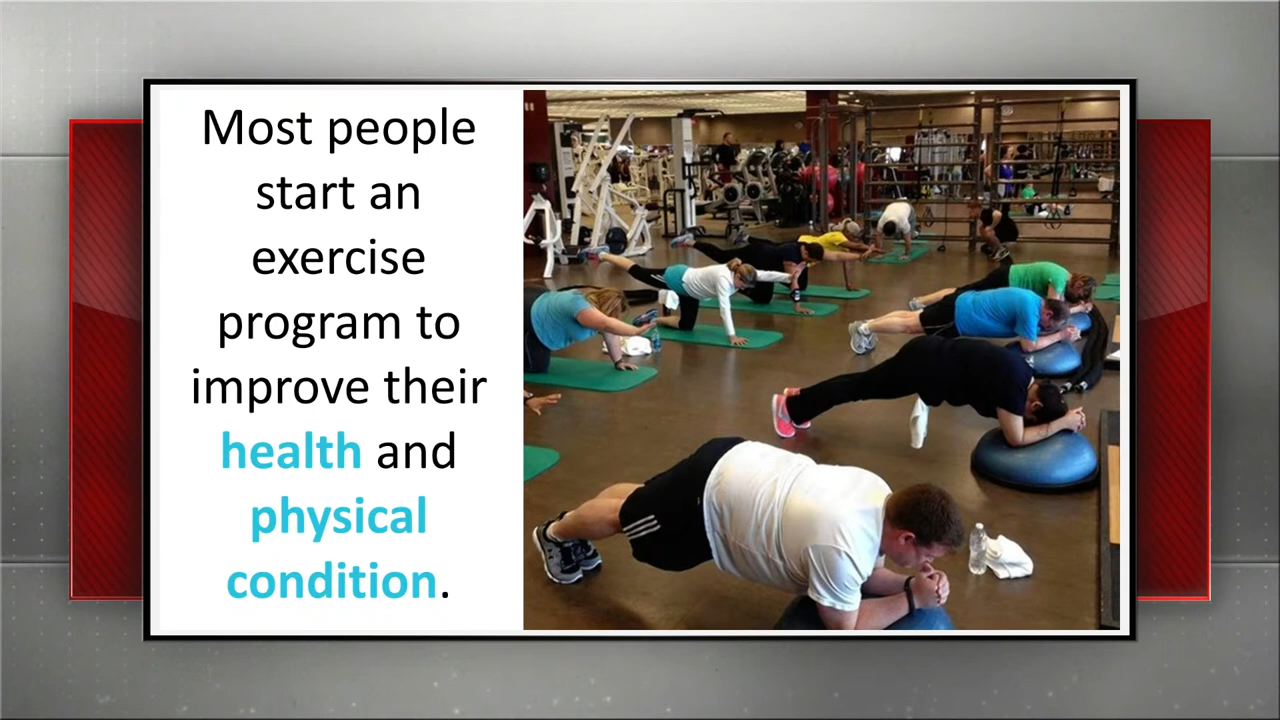 Most people
start an
exercise
program to
improve their
health and
physical
condition.